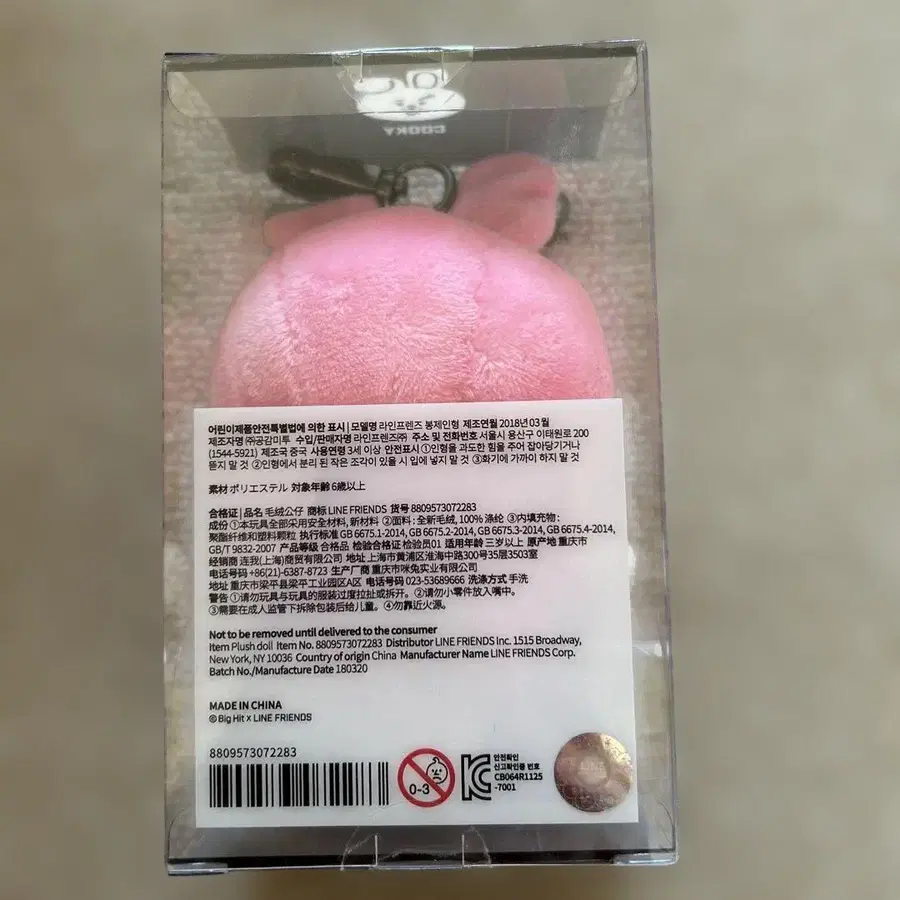 COOKY
어린이제품안전특별법에 의한 표시 | 모델명 라인프렌즈 봉제인형 제조연월 2018년 03월
제조자명 ㈜공감미투 수입/판매자명 라인프렌즈㈜ 주소 및 전화번호 서울시 용산구 이태원로 200
(1544-5921) 제조국 중국 사용연령 3세 이상 안전표시 ①인형을 과도한 힘을 주어 잡아당기거나
뜯지 말 것 ②인형에서 분리 된 작은 조각이 있을 시 입에 넣지 말 것 ③화기에 가까이 하지 말 것
素材 ポリエステル 対象年齢 6歳以上
合格证 | 品名 毛绒公仔 商标 LINE FRIENDS 货号 8809573072283
成份 ①本玩具全部采用安全材料, 新材料 ②面料 : 全新毛绒, 100% 涤纶 ③内填充物 :
聚酯纤维和塑料颗粒 执行标准 GB 6675.1-2014, GB 6675.2-2014, GB 6675.3-2014, GB 6675.4-2014,
GB/T 9832-2007 产品等级 合格品 检验合格证 检验员01 适用年龄 三岁以上 原产地 重庆市
经销商 连我(上海)商贸有限公司 地址 上海市黄浦区淮海中路300号35层3503室
电话号码 +86(21)-6387-8723 生产厂商 重庆市咪兔实业有限公司
地址 重庆市梁平县梁平工业园区A区 电话号码 023-53689666 洗涤方式 手洗
警告 ①请勿玩具与玩具的服装过度拉扯或拆开。 ②请勿小零件放入嘴中。
③需要在成人监管下拆除包装后给儿童。 ④勿靠近火源。
Not to be removed until delivered to the consumer
Item Plush doll Item No. 8809573072283 Distributor LINE FRIENDS Inc. 1515 Broadway,
New York, NY 10036 Country of origin China Manufacturer Name LINE FRIENDS Corp.
Batch No./Manufacture Date 180320
MADE IN CHINA
© Big Hit x LINE FRIENDS
8809573072283
0-3
안전확인
신고확인증 번호
CB064R1125
-7001
LINE